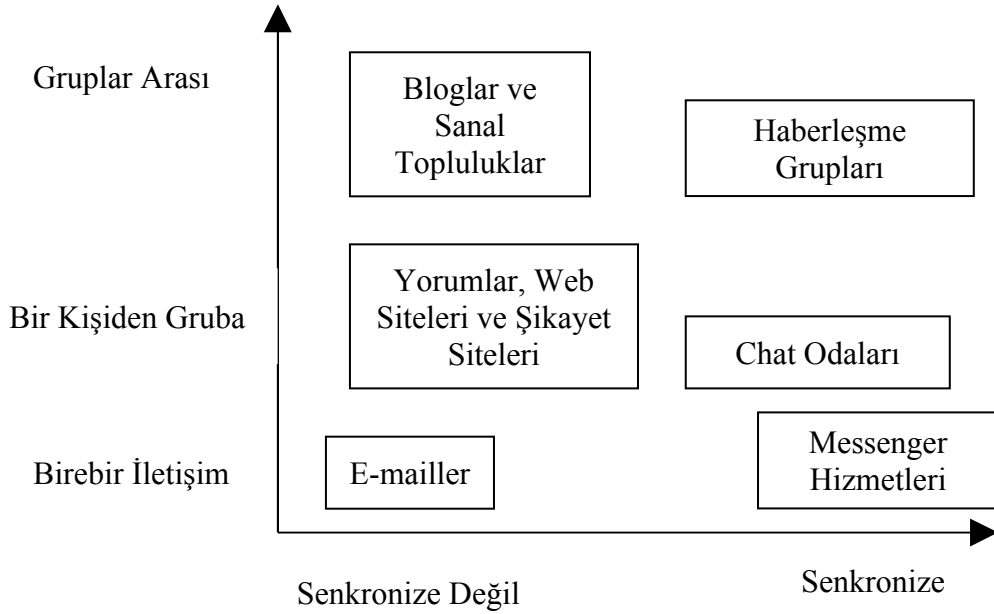 Gruplar Arası
Bloglar ve
Sanal
Topluluklar
Haberleşme
Grupları
Bir Kişiden Gruba
Yorumlar, Web
Siteleri ve Şikayet
Siteleri
Chat Odaları
Birebir İletişim
E-mailler
Messenger
Hizmetleri
Senkronize Değil
Senkronize